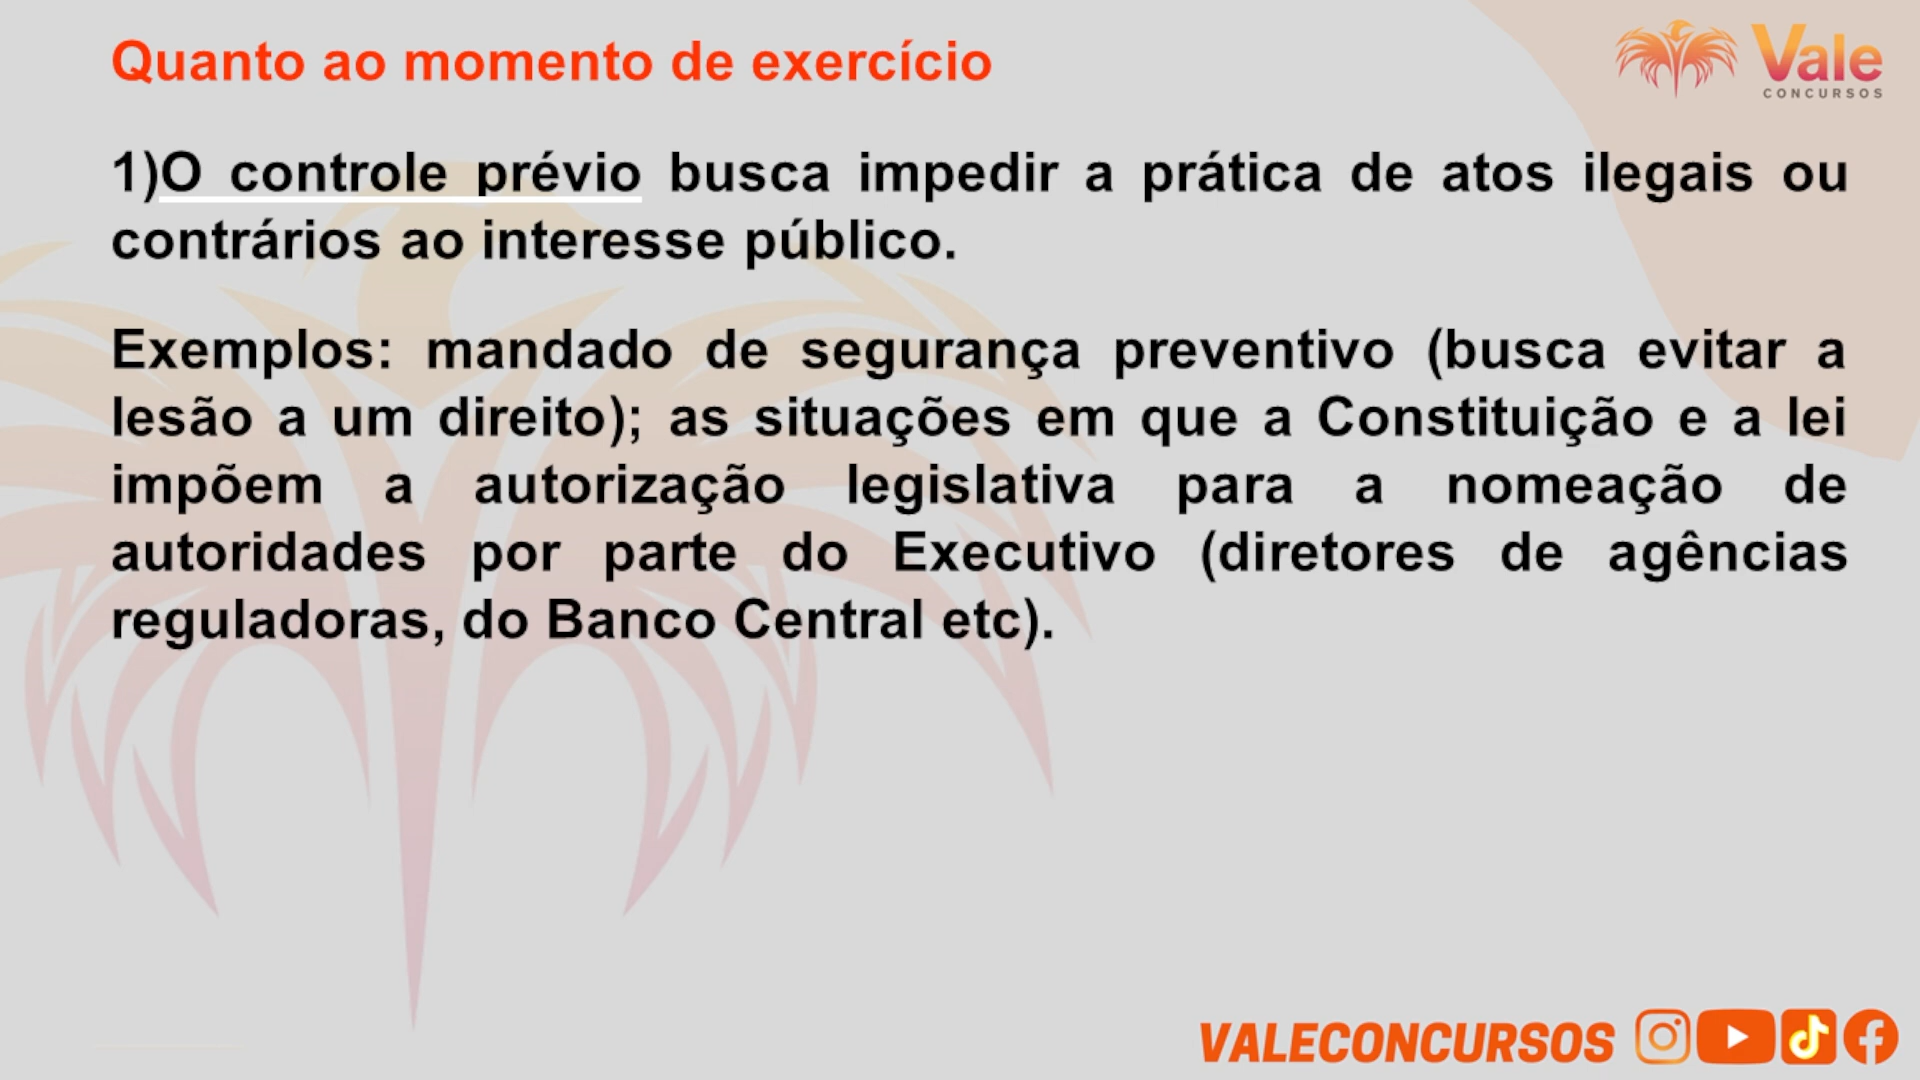 Quanto ao momento de exercício
Vale
CONCURSOS
1)O controle prévio busca impedir a prática de atos ilegais ou
contrários ao interesse público.
Exemplos: mandado de segurança preventivo (busca evitar a
lesão a um direito); as situações em que a Constituição e a lei
impõem a autorização legislativa para a nomeação de
autoridades por parte do Executivo (diretores de agências
reguladoras, do Banco Central etc).
VALECONCURSOS